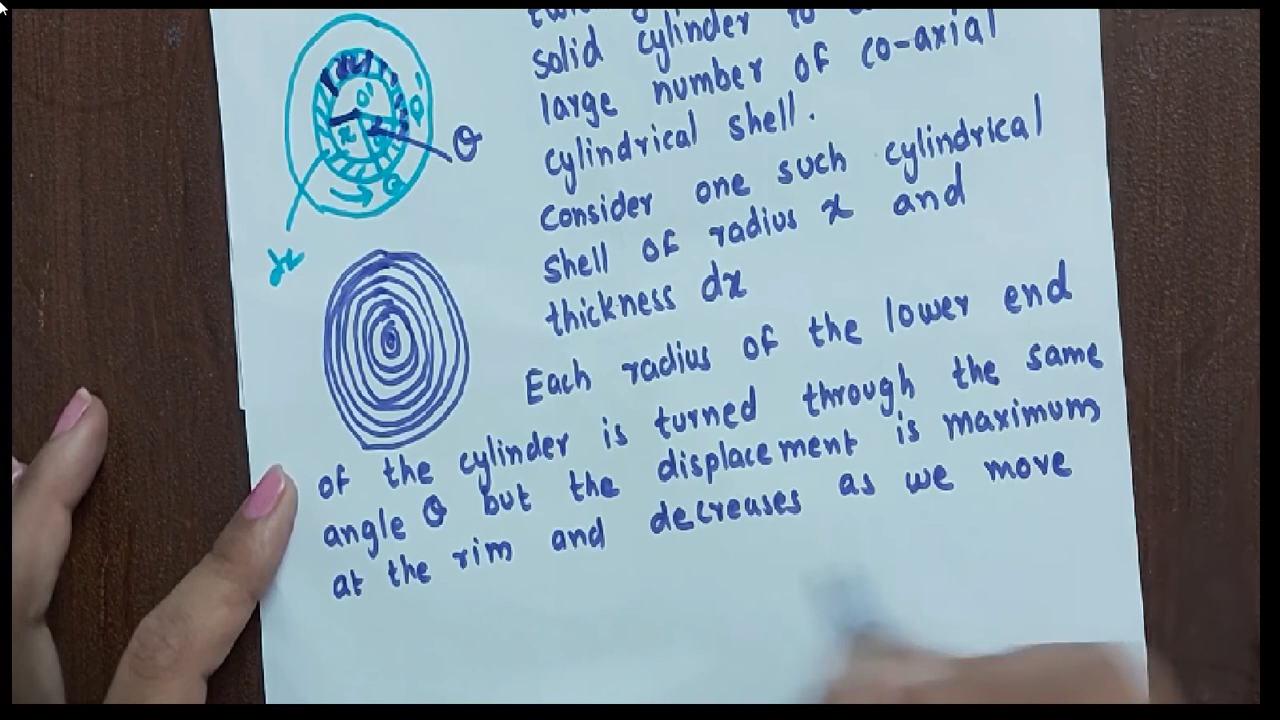 solid cylinder to
large number of co-axial
cylindrical shell.
consider one such cylindrical
shell of radius x and
thickness dx
Each radius of the lower end
of the cylinder is turned through the same
angle θ but the displacement is maximum
at the rim and decreases as we move
O'
x
θ
dx